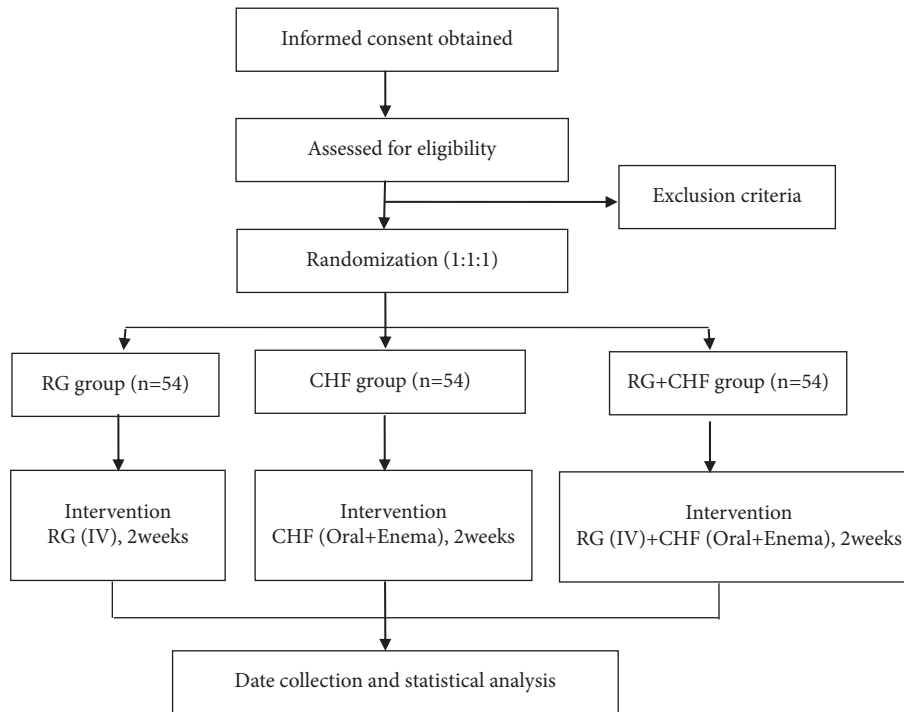 Informed consent obtained
Assessed for eligibility
Exclusion criteria
Randomization (1:1:1)
RG group (n=54)
CHF group (n=54)
RG+CHF group (n=54)
Intervention
RG (IV), 2weeks
Intervention
CHF (Oral+Enema), 2weeks
Intervention
RG (IV)+CHF (Oral+Enema), 2weeks
Date collection and statistical analysis